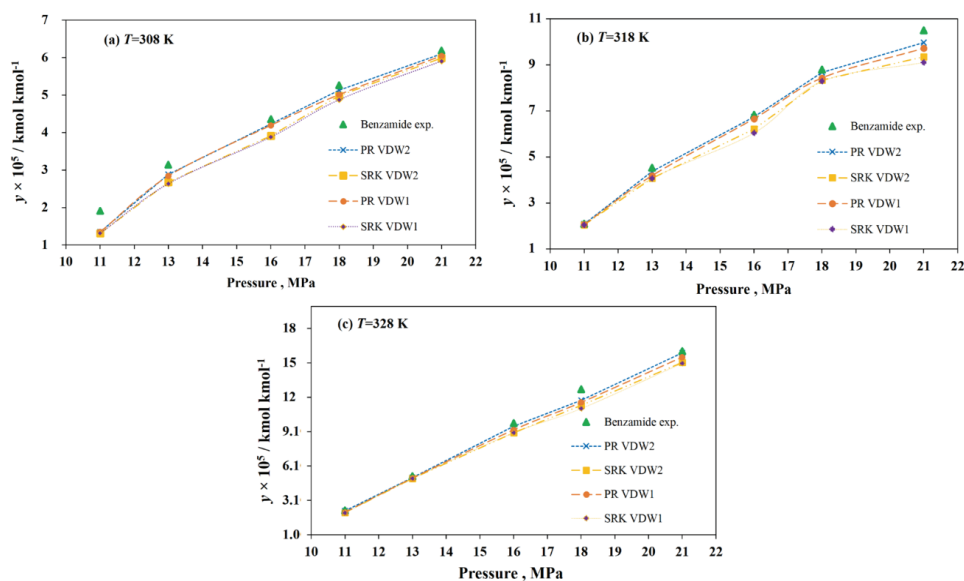 (a) T=308 K
7
6
5
4
3
2
1
y × 10⁵ / kmol kmol⁻¹
Benzamide exp.
PR VDW2
SRK VDW2
PR VDW1
SRK VDW1
10 11 12 13 14 15 16 17 18 19 20 21 22
Pressure , MPa
(b) T=318 K
11
9
7
5
3
1
y × 10⁵ / kmol kmol⁻¹
Benzamide exp.
PR VDW2
SRK VDW2
PR VDW1
SRK VDW1
10 11 12 13 14 15 16 17 18 19 20 21 22
Pressure , MPa
(c) T=328 K
18
15
12
9.1
6.1
3.1
1.0
y × 10⁵ / kmol kmol⁻¹
Benzamide exp.
PR VDW2
SRK VDW2
PR VDW1
SRK VDW1
10 11 12 13 14 15 16 17 18 19 20 21 22
Pressure , MPa